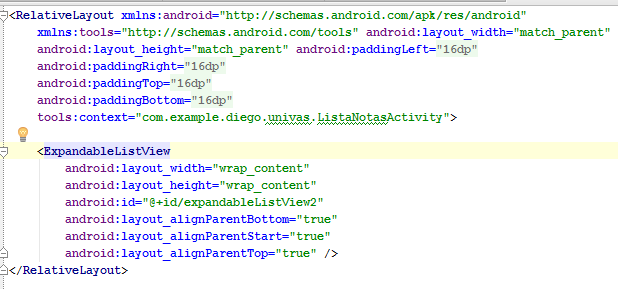 <RelativeLayout xmlns:android="http://schemas.android.com/apk/res/android"
    xmlns:tools="http://schemas.android.com/tools" android:layout_width="match_parent"
    android:layout_height="match_parent" android:paddingLeft="16dp"
    android:paddingRight="16dp"
    android:paddingTop="16dp"
    android:paddingBottom="16dp"
    tools:context="com.example.diego.univas.ListaNotasActivity">
    <ExpandableListView
        android:layout_width="wrap_content"
        android:layout_height="wrap_content"
        android:id="@+id/expandableListView2"
        android:layout_alignParentBottom="true"
        android:layout_alignParentStart="true"
        android:layout_alignParentTop="true" />
</RelativeLayout>